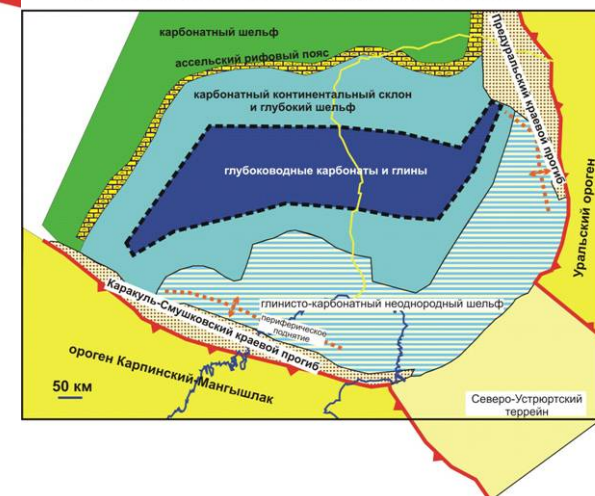 карбонатный шельф
ассельский рифовый пояс
карбонатный континентальный склон
и глубокий шельф
Предуральский краевой прогиб
глубоководные карбонаты и глины
Уральский ороген
глинисто-карбонатный неоднородный шельф
Каракуль-Смушковский краевой прогиб
периферическое
поднятие
ороген Карпинский-Мангышлак
50 км
Северо-Устрюртский
террейн